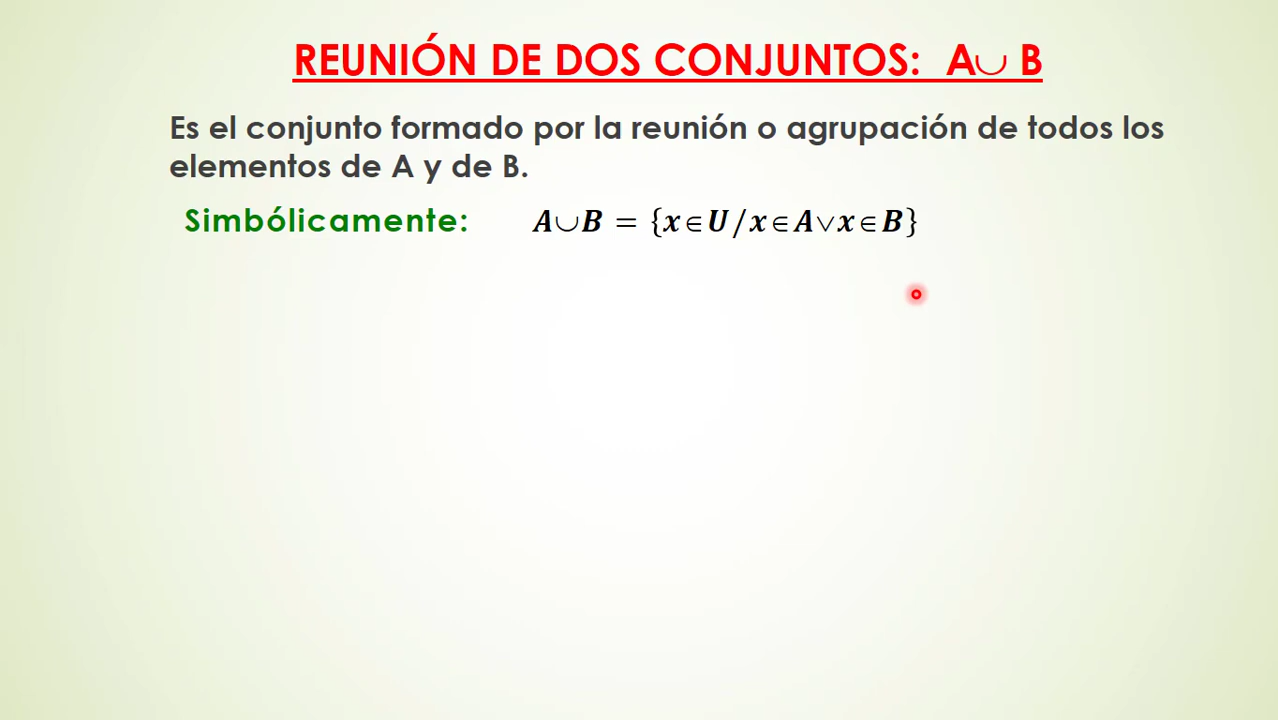 REUNIÓN DE DOS CONJUNTOS: A∪ B
Es el conjunto formado por la reunión o agrupación de todos los
elementos de A y de B.
Simbólicamente: A∪B = {x∈U/x∈A∨x∈B}